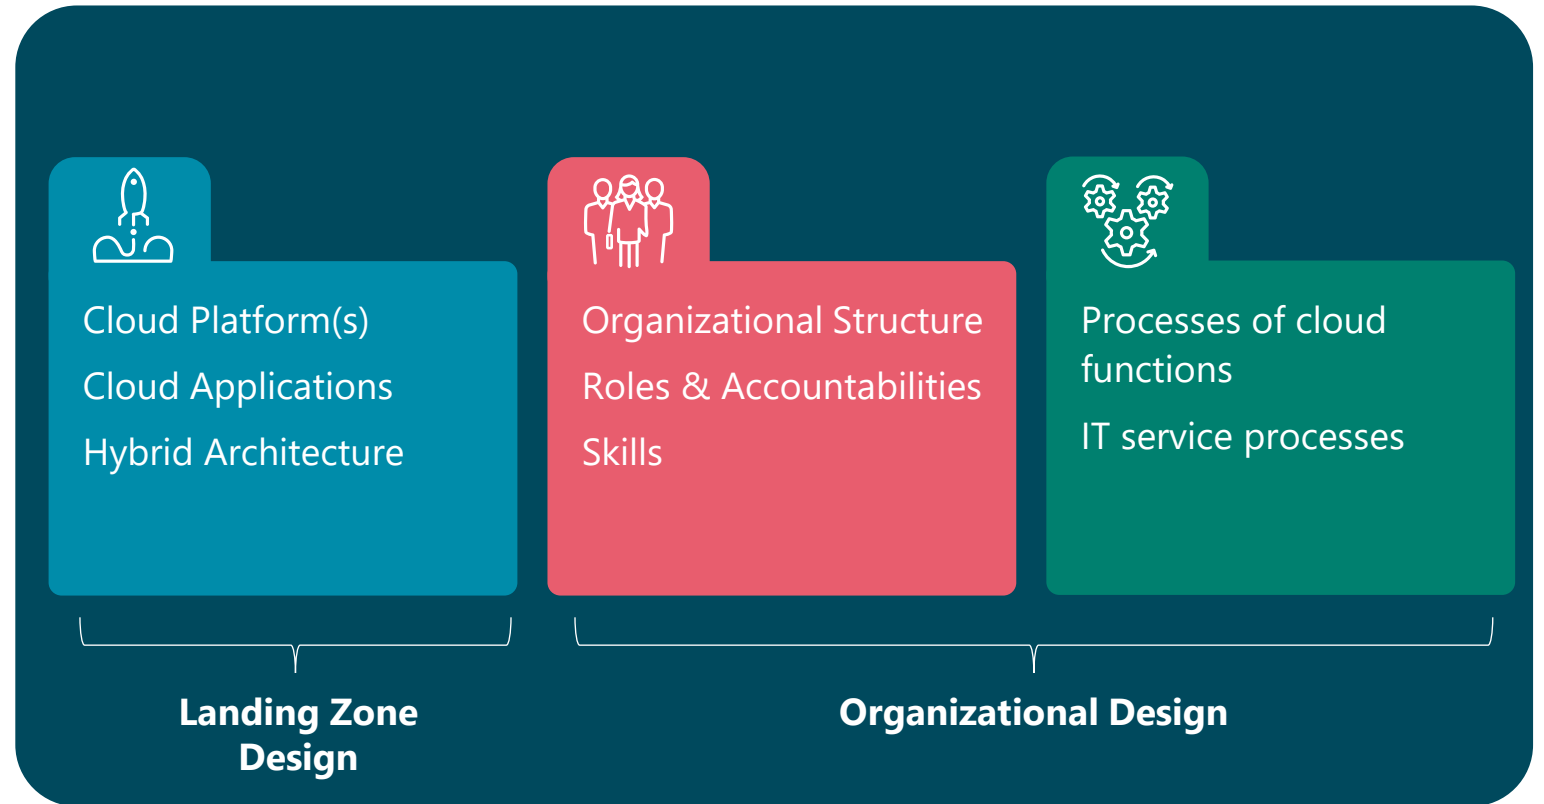 Cloud Platform(s)
Cloud Applications
Hybrid Architecture
Organizational Structure
Roles & Accountabilities
Skills
Processes of cloud
functions
IT service processes
Landing Zone
Design
Organizational Design